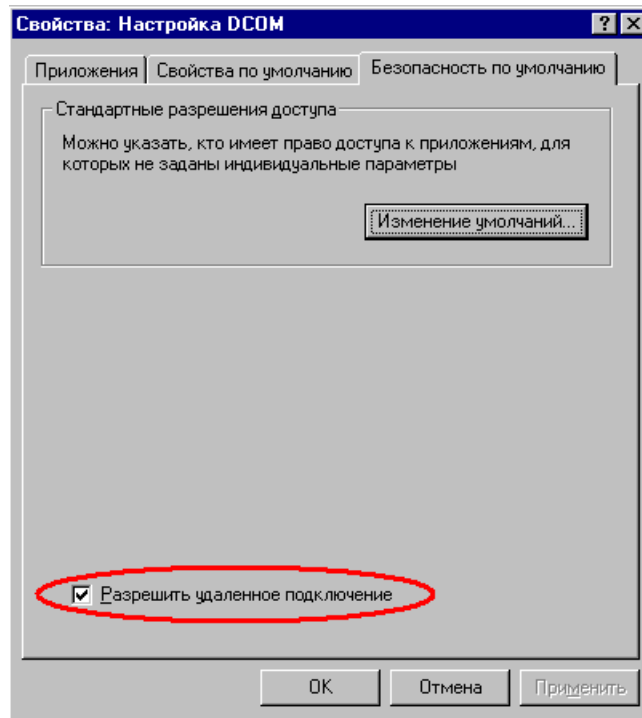 Свойства: Настройка DCOM
Приложения Свойства по умолчанию Безопасность по умолчанию
Стандартные разрешения доступа
Можно указать, кто имеет право доступа к приложениям, для
которых не заданы индивидуальные параметры
Изменение умолчаний...
Разрешить удаленное подключение
OK Отмена Применить